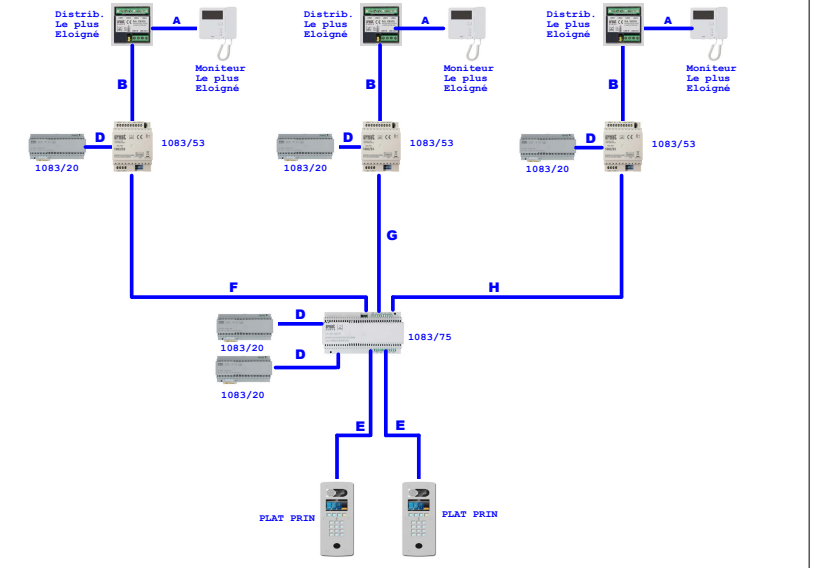 Distrib.
Le plus
Eloigné
A
Distrib.
Le plus
Eloigné
A
Distrib.
Le plus
Eloigné
A
Moniteur
Le plus
Eloigné
Moniteur
Le plus
Eloigné
Moniteur
Le plus
Eloigné
B
B
B
D
1083/53
D
1083/53
D
1083/53
1083/20
1083/20
1083/20
G
F
H
D
1083/75
1083/20
D
1083/20
E
E
PLAT PRIN
PLAT PRIN